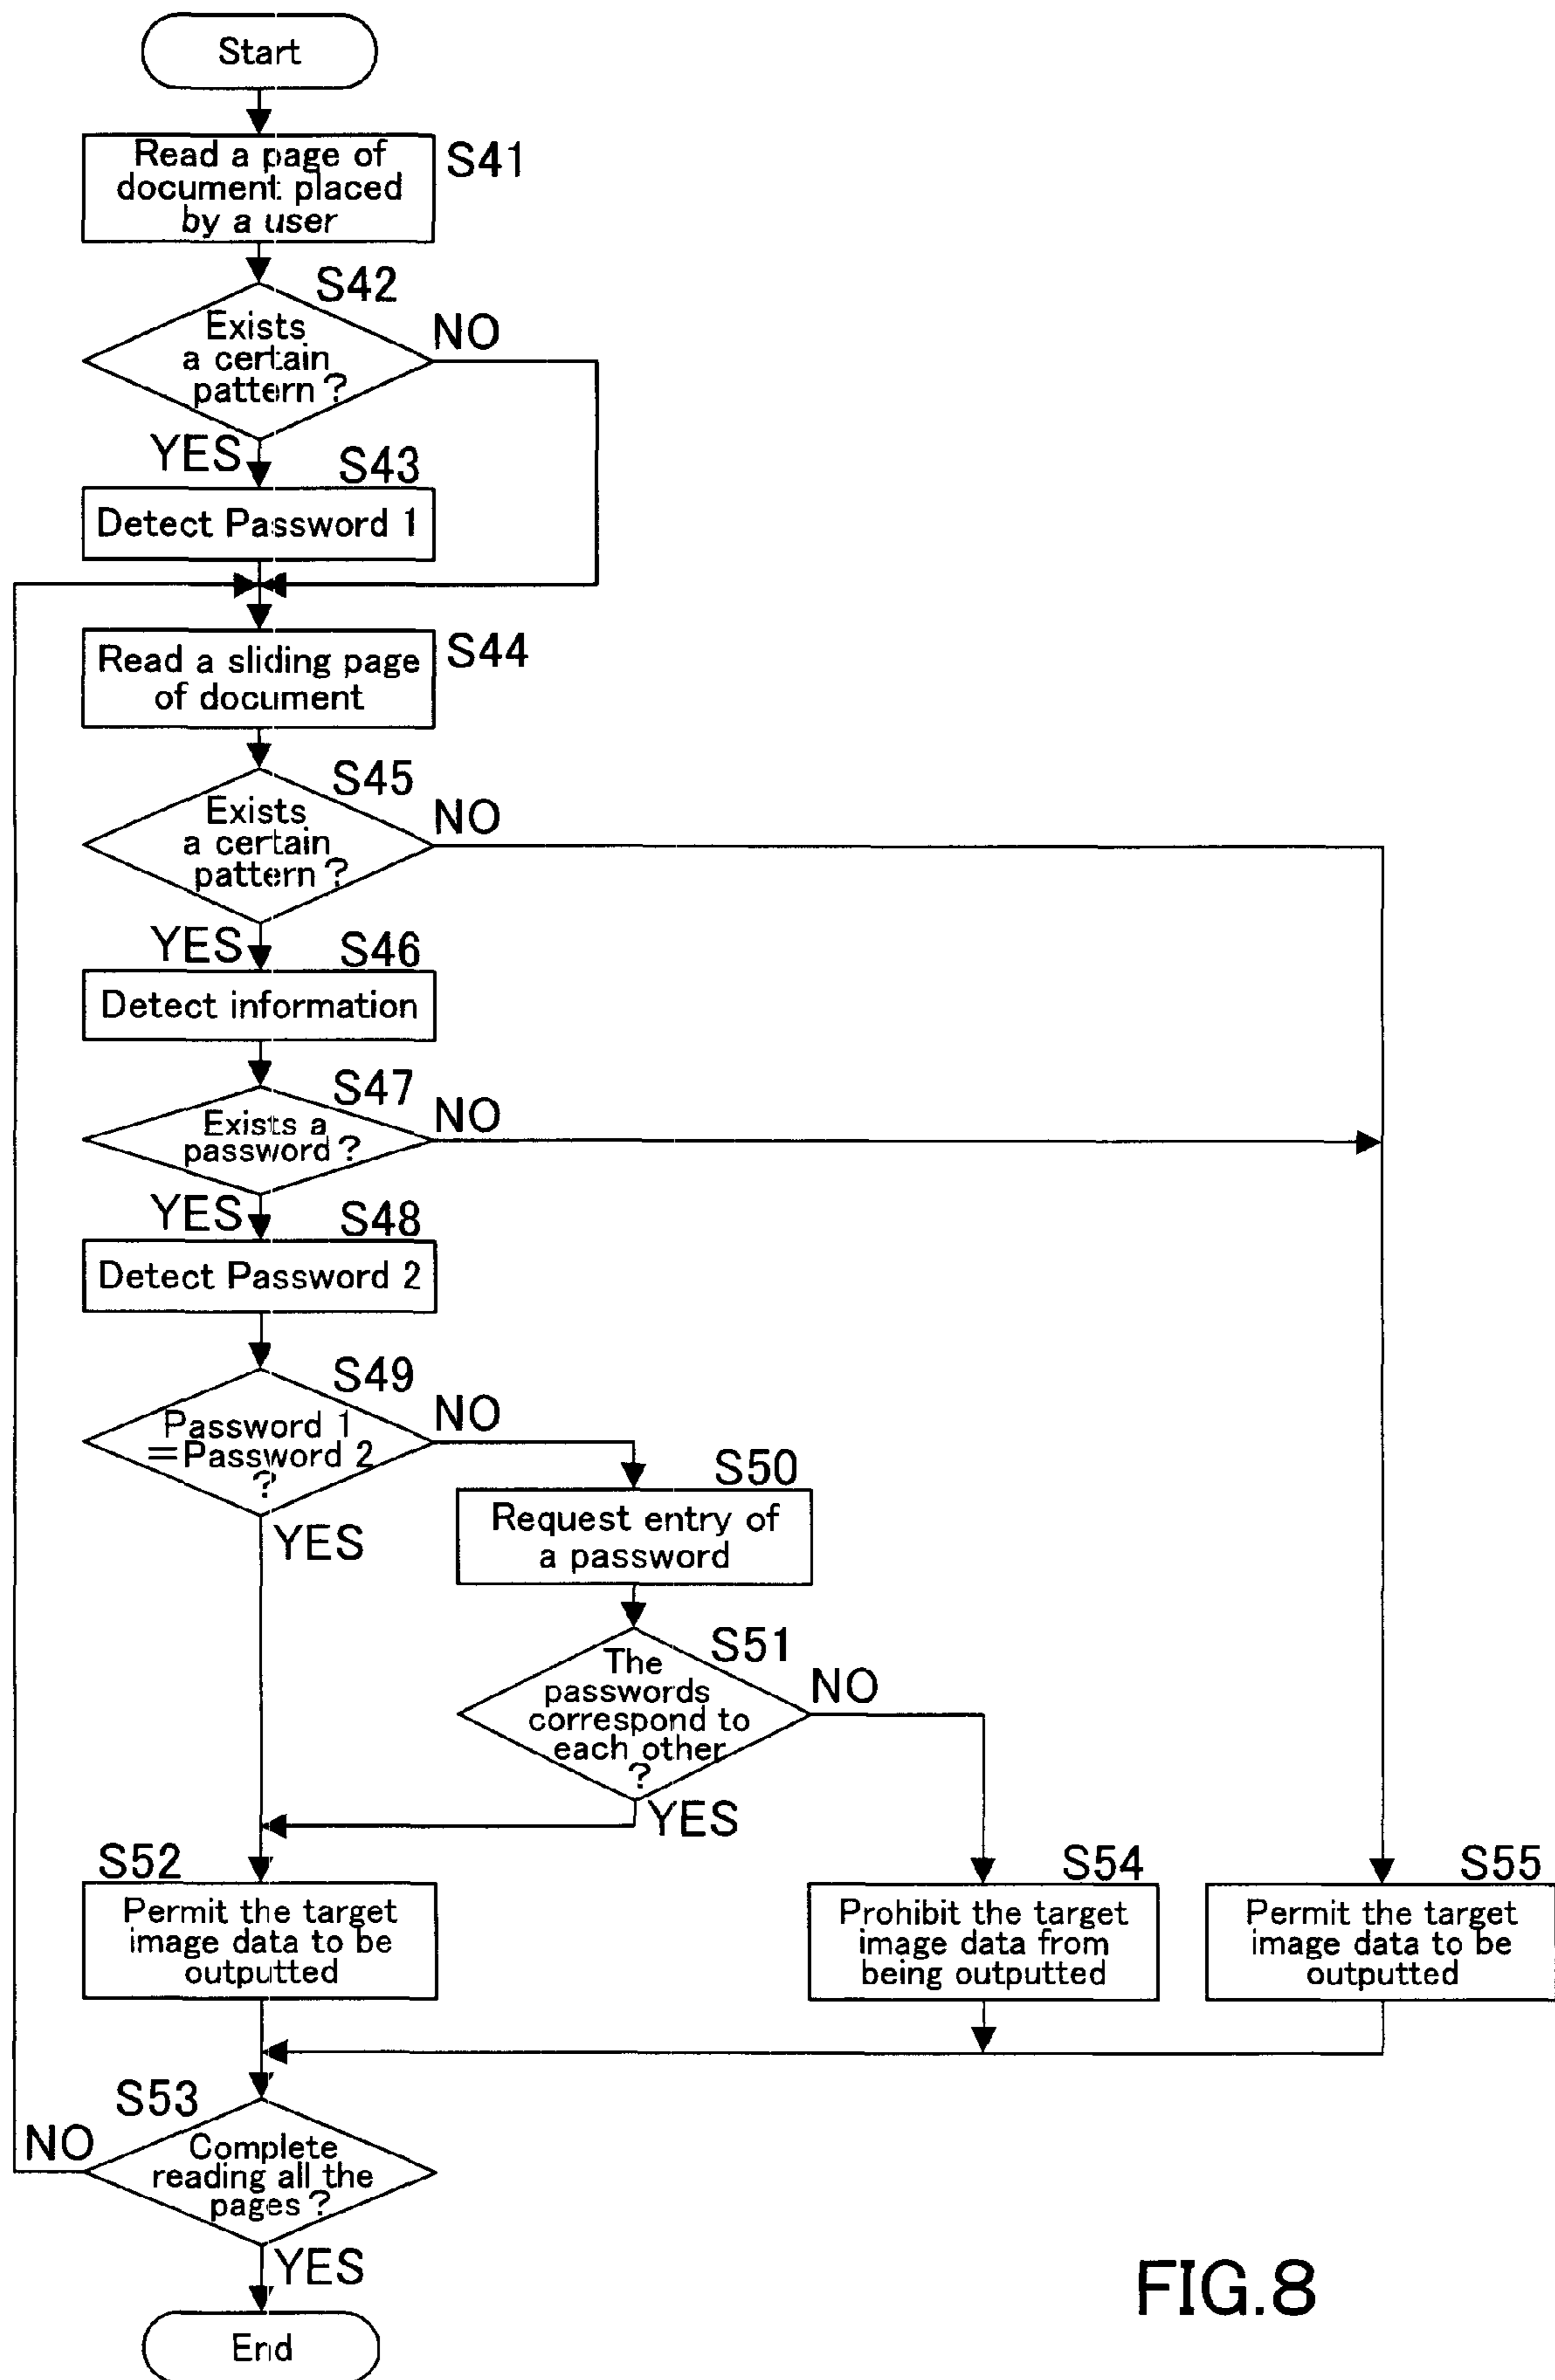 Start
Read a page of
document placed
by a user
S41
S42
Exists
a certain
pattern?
NO
YES
S43
Detect Password 1
Read a sliding page
of document
S44
S45
Exists
a certain
pattern?
NO
YES
S46
Detect information
S47
Exists a
password?
NO
YES
S48
Detect Password 2
S49
Password 1
=Password 2
?
NO
YES
S50
Request entry of
a password
S51
The
passwords
correspond to
each other
?
NO
YES
S52
Permit the target
image data to be
outputted
S54
Prohibit the target
image data from
being outputted
S55
Permit the target
image data to be
outputted
S53
Complete
reading all the
pages?
NO
YES
End
FIG.8